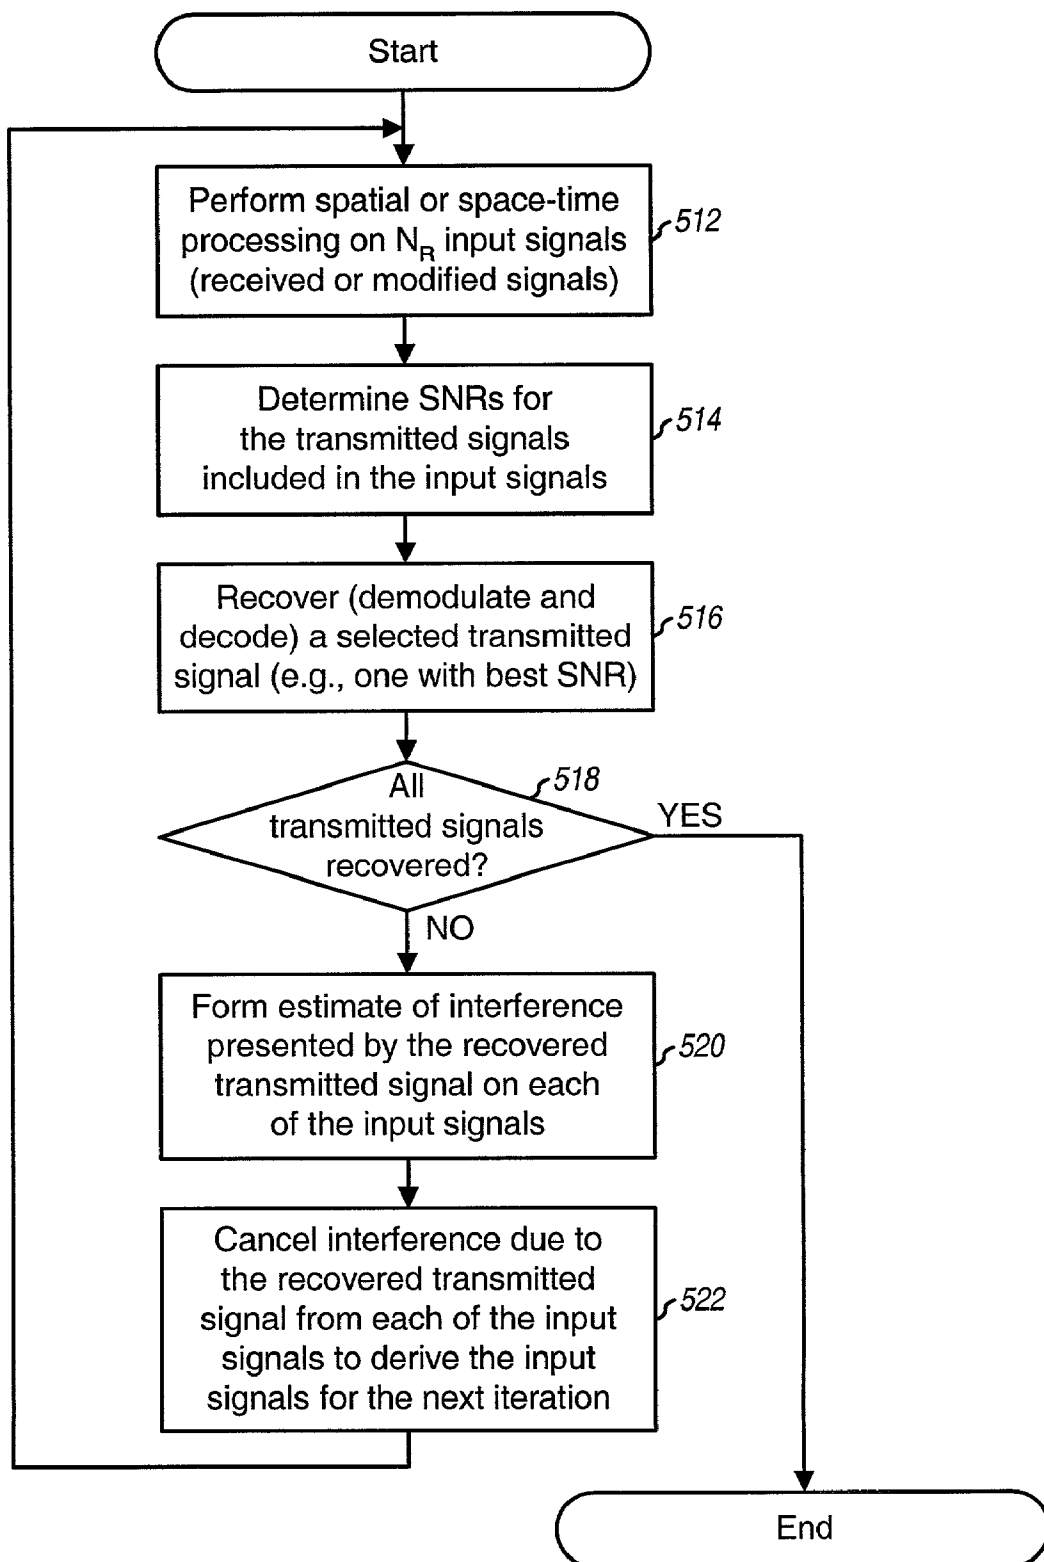 Start
Perform spatial or space-time
processing on N_R input signals
(received or modified signals)
512
Determine SNRs for
the transmitted signals
included in the input signals
514
Recover (demodulate and
decode) a selected transmitted
signal (e.g., one with best SNR)
516
All
transmitted signals
recovered?
518
YES
NO
Form estimate of interference
presented by the recovered
transmitted signal on each
of the input signals
520
Cancel interference due to
the recovered transmitted
signal from each of the input
signals to derive the input
signals for the next iteration
522
End